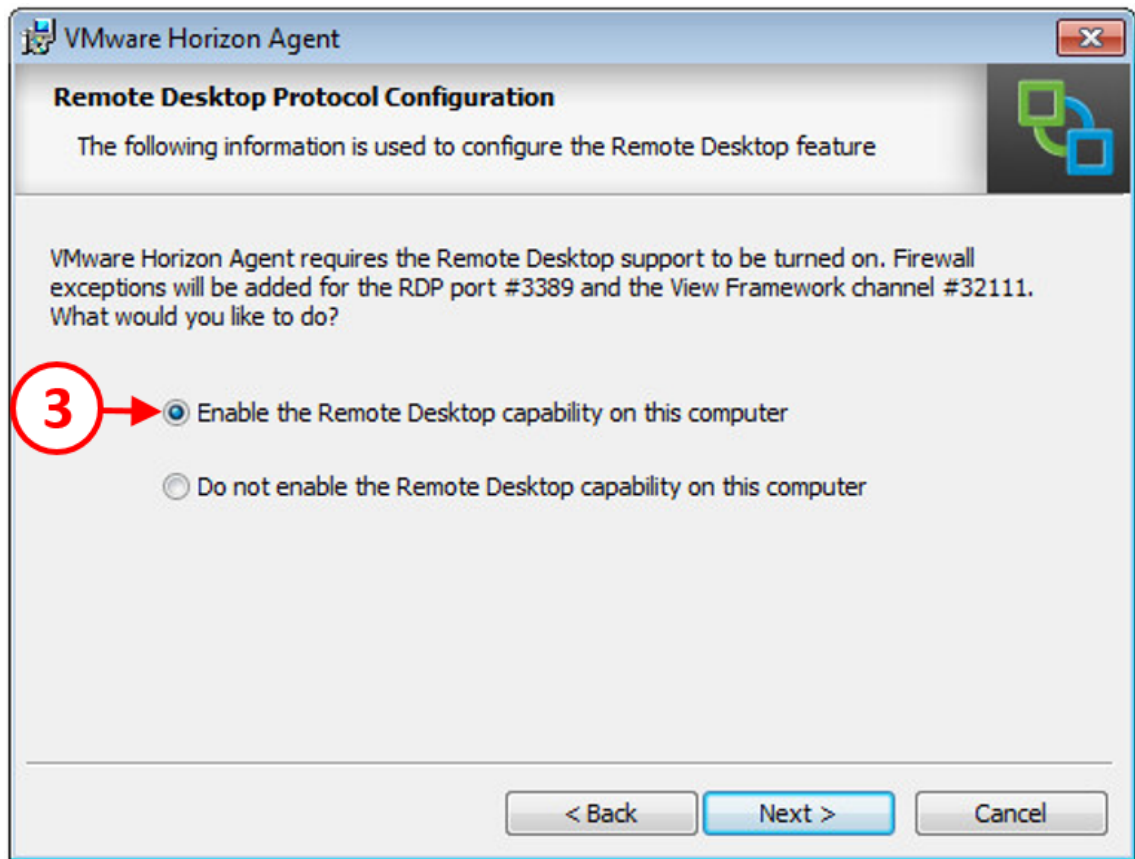 VMware Horizon Agent
Remote Desktop Protocol Configuration
The following information is used to configure the Remote Desktop feature
VMware Horizon Agent requires the Remote Desktop support to be turned on. Firewall
exceptions will be added for the RDP port #3389 and the View Framework channel #32111.
What would you like to do?
3
Enable the Remote Desktop capability on this computer
Do not enable the Remote Desktop capability on this computer
< Back
Next >
Cancel